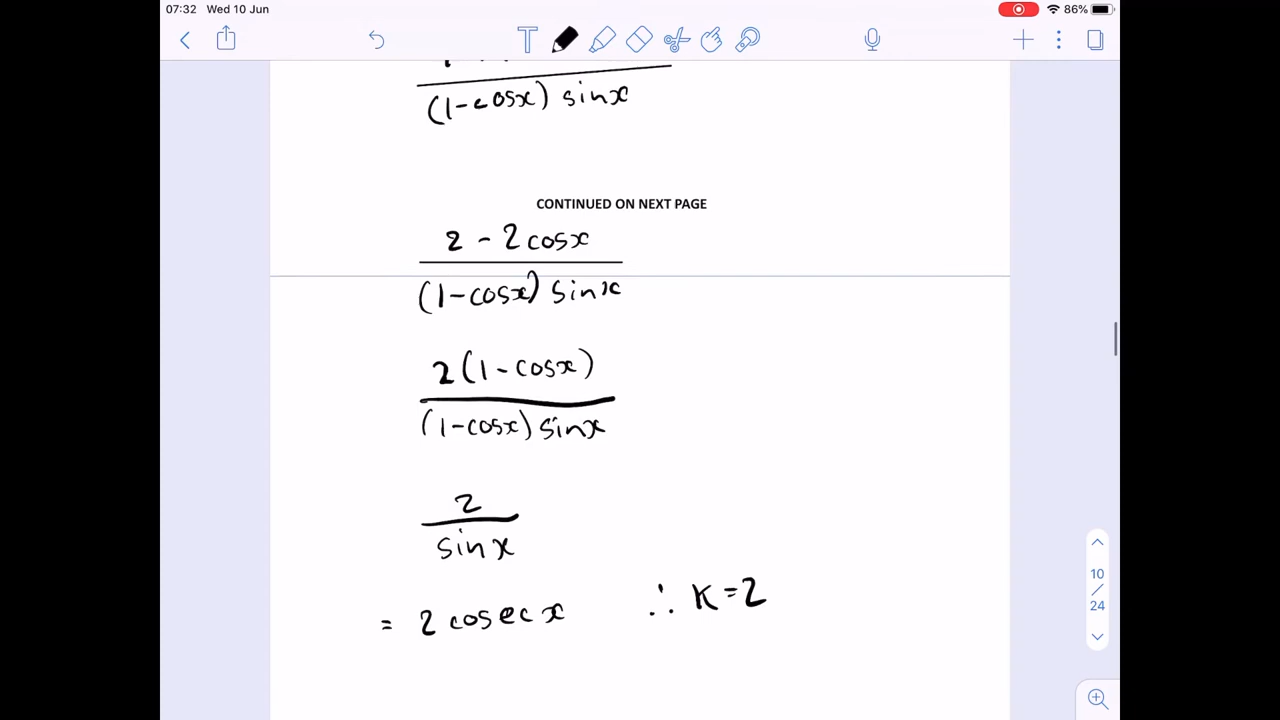 07:32 Wed 10 Jun 86%
(1-cosx) sinx
CONTINUED ON NEXT PAGE
2 - 2cosx
(1-cosx) sinx
2(1-cosx)
(1-cosx) sinx
2
sinx
= 2 cosec x ∴ K=2
10
/
24